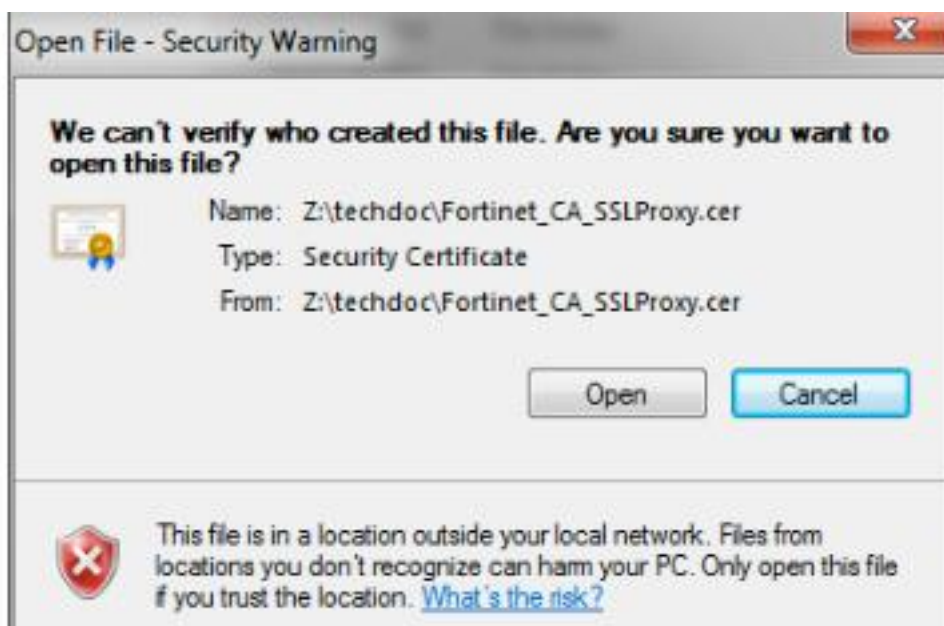 Open File - Security Warning
We can't verify who created this file. Are you sure you want to
open this file?
Name: Z:\techdoc\Fortinet_CA_SSLProxy.cer
Type: Security Certificate
From: Z:\techdoc\Fortinet_CA_SSLProxy.cer
Open Cancel
This file is in a location outside your local network. Files from
locations you don't recognize can harm your PC. Only open this file
if you trust the location. What's the risk?